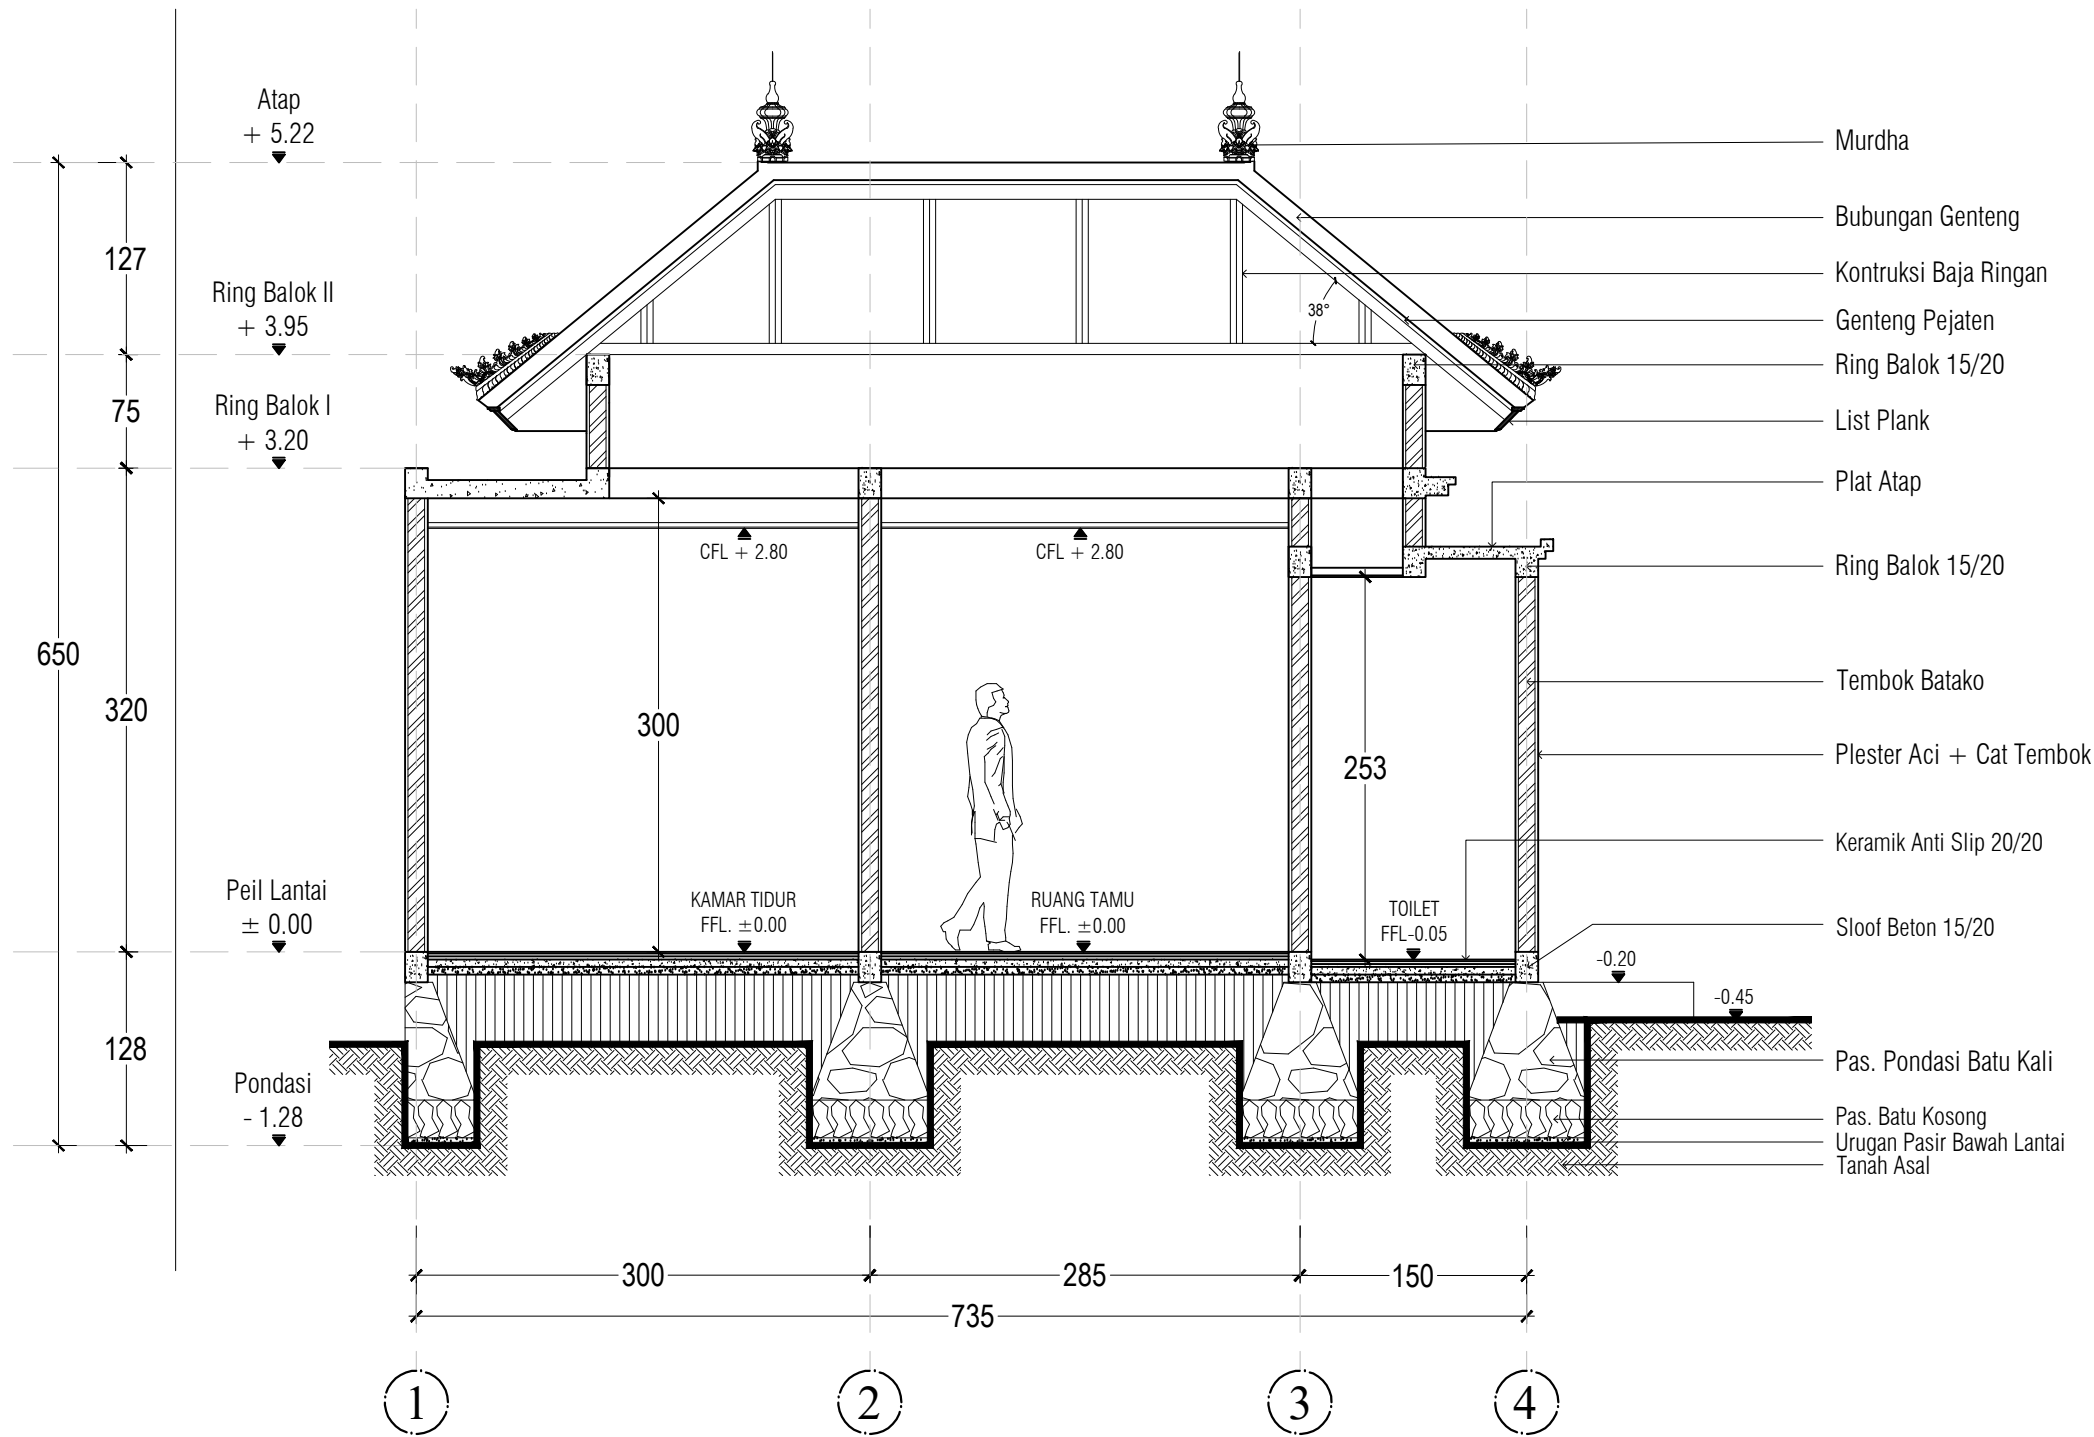 Atap
+ 5.22
Murdha
Bubungan Genteng
127
Kontruksi Baja Ringan
Ring Balok II
+ 3.95
38°
Genteng Pejaten
Ring Balok 15/20
75
Ring Balok I
+ 3.20
List Plank
Plat Atap
CFL + 2.80
CFL + 2.80
Ring Balok 15/20
650
320
300
253
Tembok Batako
Plester Aci + Cat Tembok
Keramik Anti Slip 20/20
Peil Lantai
± 0.00
KAMAR TIDUR
FFL. ±0.00
RUANG TAMU
FFL. ±0.00
TOILET
FFL-0.05
Sloof Beton 15/20
-0.20
-0.45
128
Pas. Pondasi Batu Kali
Pondasi
- 1.28
Pas. Batu Kosong
Urugan Pasir Bawah Lantai
Tanah Asal
300
285
150
735
1
2
3
4